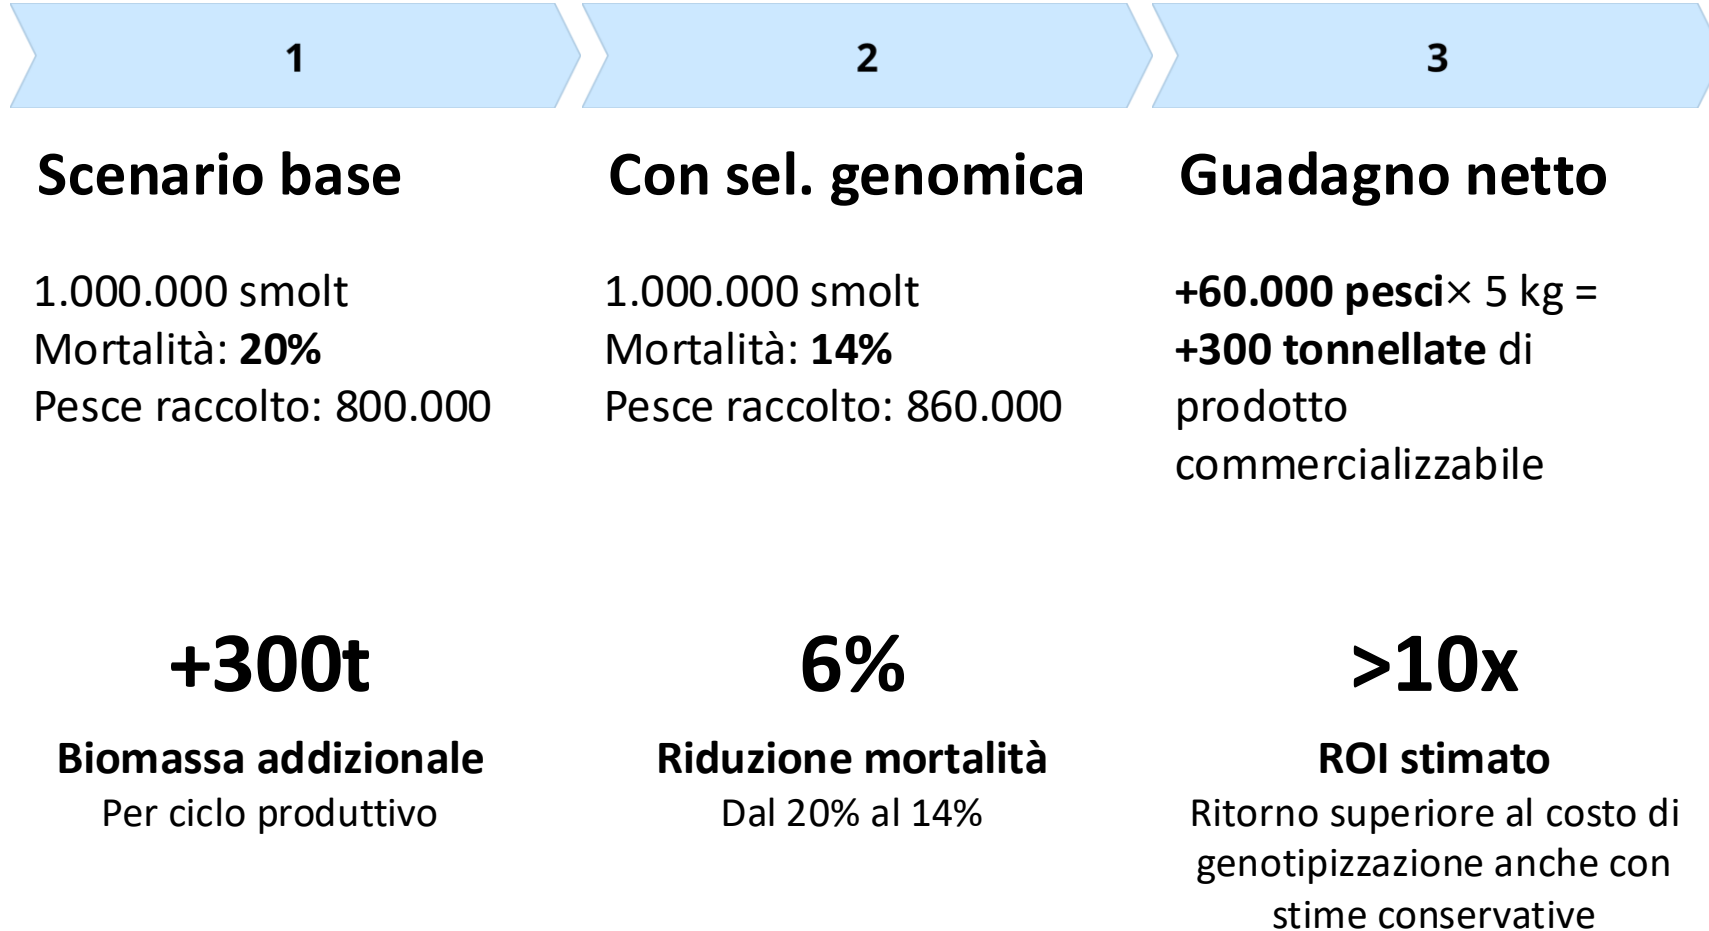 1
2
3
Scenario base
1.000.000 smolt
Mortalità: 20%
Pesce raccolto: 800.000
Con sel. genomica
1.000.000 smolt
Mortalità: 14%
Pesce raccolto: 860.000
Guadagno netto
+60.000 pesci× 5 kg =
+300 tonnellate di
prodotto
commercializzabile
+300t
Biomassa addizionale
Per ciclo produttivo
6%
Riduzione mortalità
Dal 20% al 14%
>10x
ROI stimato
Ritorno superiore al costo di
genotipizzazione anche con
stime conservative